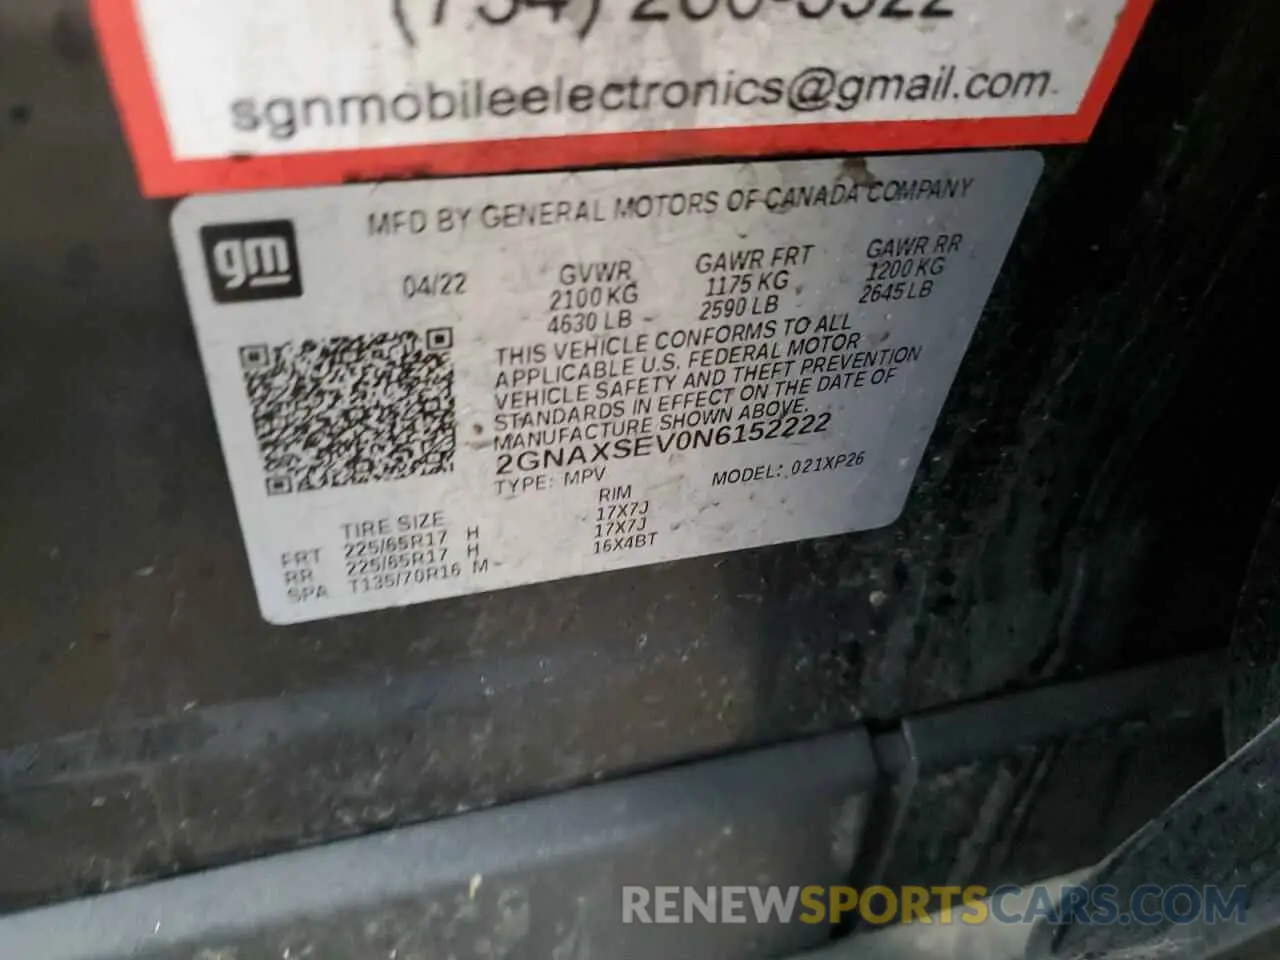 sgnmobileelectronics@gmail.com
gm
MFD BY GENERAL MOTORS OF CANADA COMPANY
04/22 GVWR GAWR FRT GAWR RR
2100 KG 1175 KG 1200 KG
4630 LB 2590 LB 2645 LB
THIS VEHICLE CONFORMS TO ALL
APPLICABLE U.S. FEDERAL MOTOR
VEHICLE SAFETY AND THEFT PREVENTION
STANDARDS IN EFFECT ON THE DATE OF
MANUFACTURE SHOWN ABOVE.
2GNAXSEV0N6152222
TYPE: MPV MODEL: 021XP26
TIRE SIZE RIM
FRT 225/65R17 H 17X7J
RR 225/65R17 H 17X7J
SPA T135/70R16 M 16X4BT
RENEWSPORTSCARS.COM